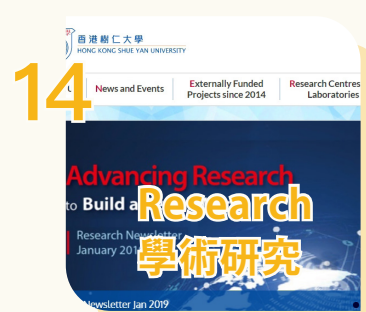 香港樹仁大學
HONG KONG SHUE YAN UNIVERSITY
14
News and Events
Externally Funded
Projects since 2014
Research Centres
Laboratories
Advancing Research
to Build a
Research
Research Newsletter
January 201
學術研究
Newsletter Jan 2019